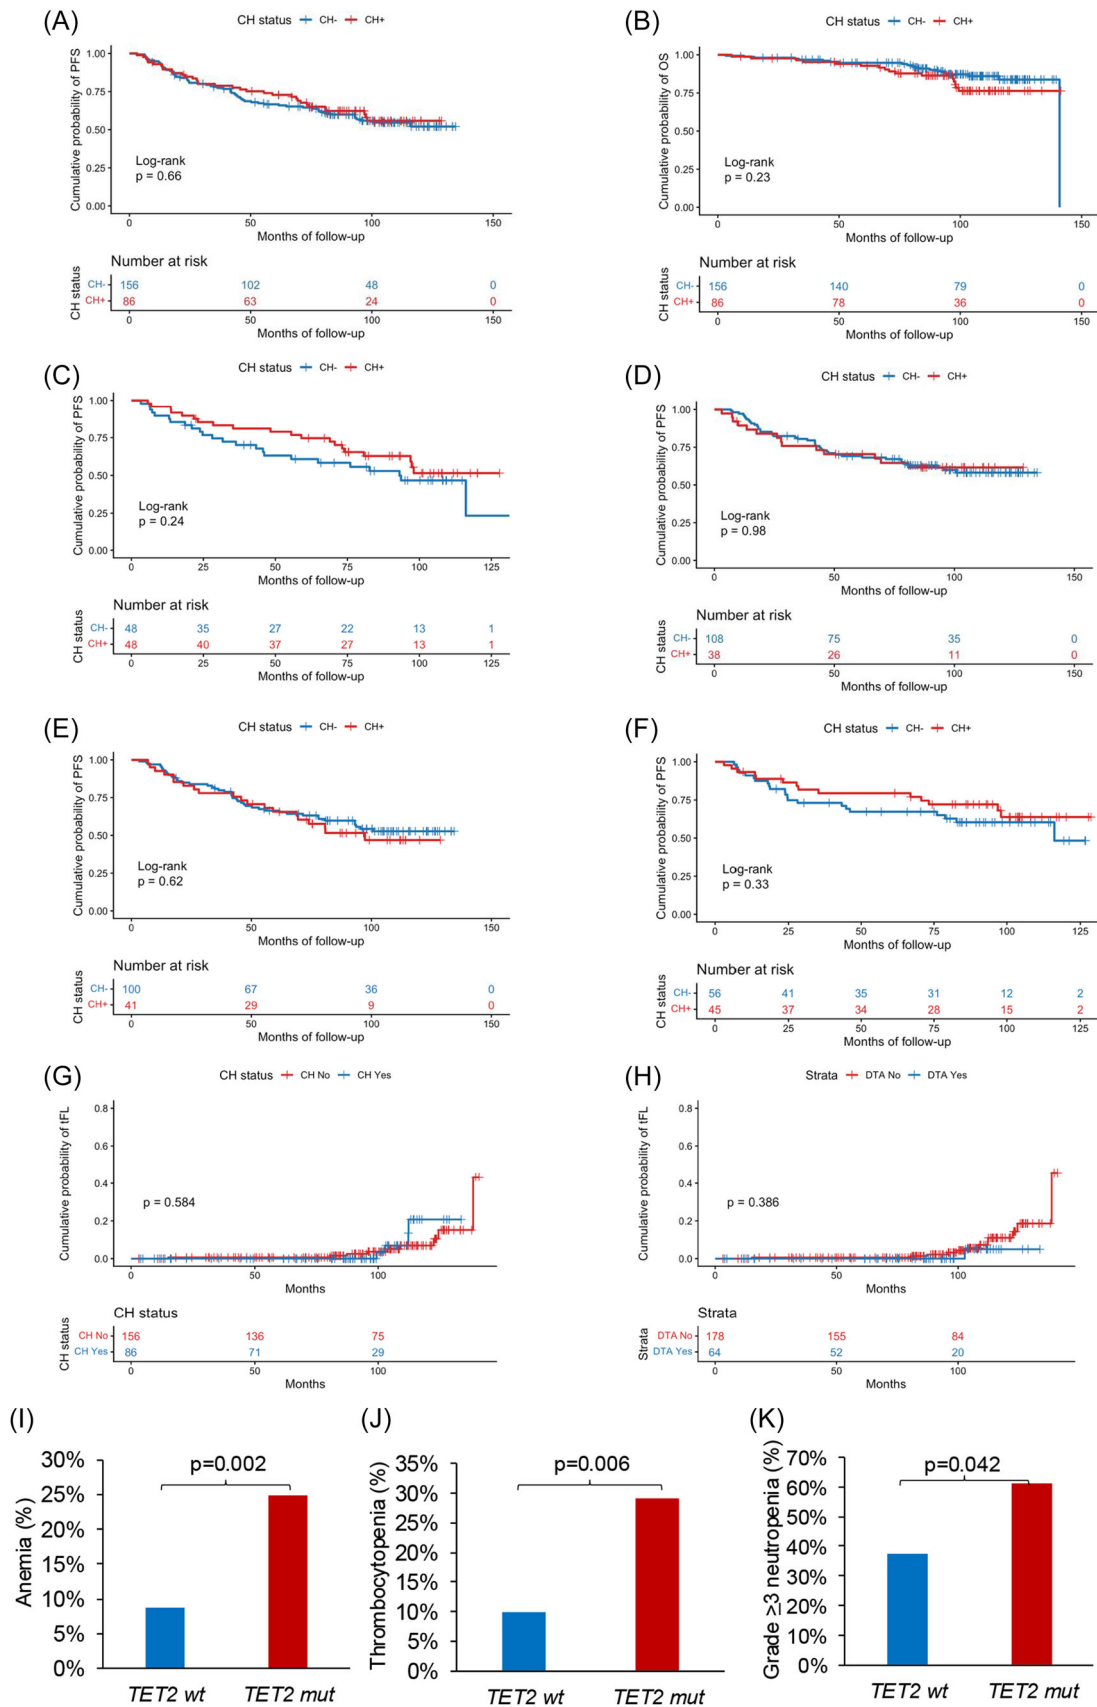 (A)
CH status CH- CH+
Cumulative probability of PFS
1.00
0.75
0.50
0.25
0.00
Log-rank
p = 0.66
0 50 100 150
Months of follow-up
Number at risk
CH status
CH- 156 102 48 0
CH+ 86 63 24 0
0 50 100 150
Months of follow-up
(B)
CH status CH- CH+
Cumulative probability of OS
1.00
0.75
0.50
0.25
0.00
Log-rank
p = 0.23
0 50 100 150
Months of follow-up
Number at risk
CH status
CH- 156 140 79 0
CH+ 86 78 36 0
0 50 100 150
Months of follow-up
(C)
CH status CH- CH+
Cumulative probability of PFS
1.00
0.75
0.50
0.25
0.00
Log-rank
p = 0.24
0 25 50 75 100 125
Months of follow-up
Number at risk
CH status
CH- 48 35 27 22 13 1
CH+ 48 40 37 27 13 1
0 25 50 75 100 125
Months of follow-up
(D)
CH status CH- CH+
Cumulative probability of PFS
1.00
0.75
0.50
0.25
0.00
Log-rank
p = 0.98
0 50 100 150
Months of follow-up
Number at risk
CH status
CH- 108 75 35 0
CH+ 38 26 11 0
0 50 100 150
Months of follow-up
(E)
CH status CH- CH+
Cumulative probability of PFS
1.00
0.75
0.50
0.25
0.00
Log-rank
p = 0.62
0 50 100 150
Months of follow-up
Number at risk
CH status
CH- 100 67 36 0
CH+ 41 29 9 0
0 50 100 150
Months of follow-up
(F)
CH status CH- CH+
Cumulative probability of PFS
1.00
0.75
0.50
0.25
0.00
Log-rank
p = 0.33
0 25 50 75 100 125
Months of follow-up
Number at risk
CH status
CH- 56 41 35 31 12 2
CH+ 45 37 34 28 15 2
0 25 50 75 100 125
Months of follow-up
(G)
CH status CH No CH Yes
Cumulative probability of tFL
0.8
0.6
0.4
0.2
0.0
p = 0.584
0 50 100
Months
CH status
CH status
CH No 156 136 75
CH Yes 86 71 29
0 50 100
Months
(H)
Strata DTA No DTA Yes
Cumulative probability of tFL
0.8
0.6
0.4
0.2
0.0
p = 0.386
0 50 100
Months
Strata
Strata
DTA No 178 155 84
DTA Yes 64 52 20
0 50 100
Months
(I)
Anemia (%)
30%
25%
20%
15%
10%
5%
0%
p=0.002
TET2 wt TET2 mut
(J)
Thrombocytopenia (%)
35%
30%
25%
20%
15%
10%
5%
0%
p=0.006
TET2 wt TET2 mut
(K)
Grade ≥3 neutropenia (%)
70%
60%
50%
40%
30%
20%
10%
0%
p=0.042
TET2 wt TET2 mut